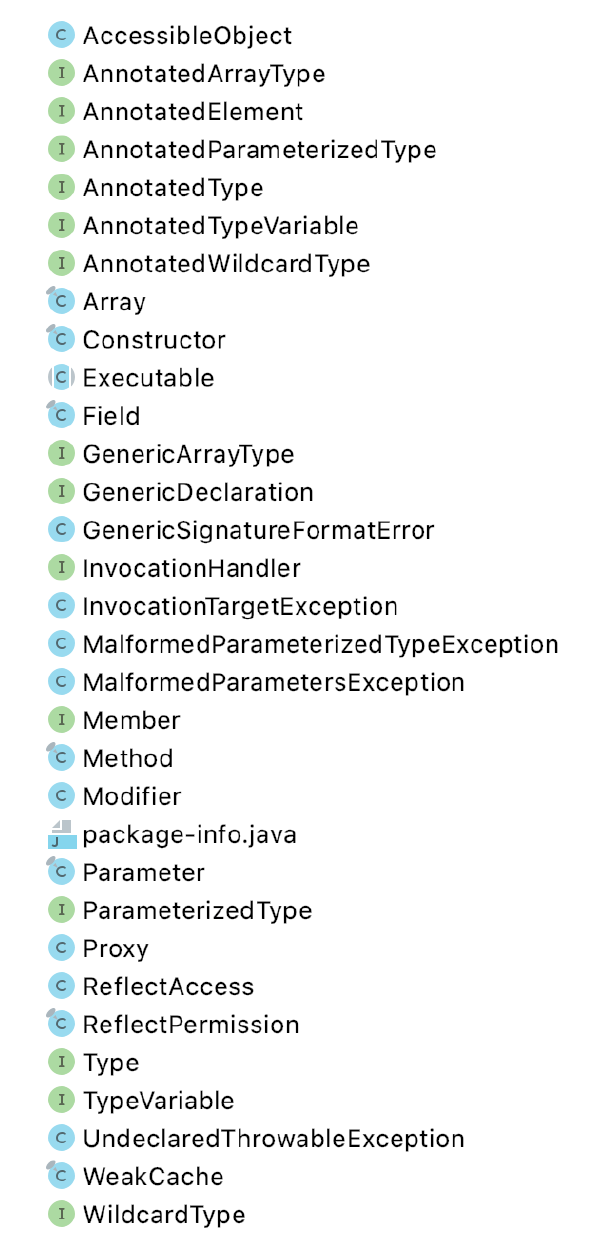 C AccessibleObject
I AnnotatedArrayType
I AnnotatedElement
I AnnotatedParameterizedType
I AnnotatedType
I AnnotatedTypeVariable
I AnnotatedWildcardType
C Array
C Constructor
C Executable
C Field
I GenericArrayType
I GenericDeclaration
C GenericSignatureFormatError
I InvocationHandler
C InvocationTargetException
C MalformedParameterizedTypeException
C MalformedParametersException
I Member
C Method
C Modifier
J package-info.java
C Parameter
I ParameterizedType
C Proxy
C ReflectAccess
C ReflectPermission
I Type
I TypeVariable
C UndeclaredThrowableException
C WeakCache
I WildcardType